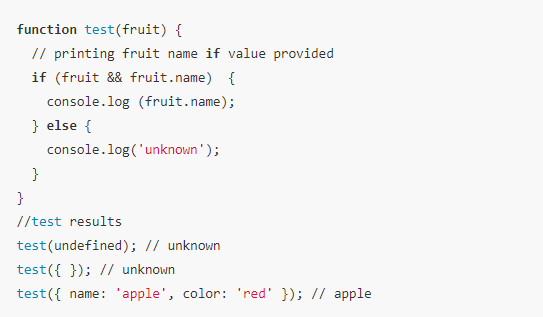 function test(fruit) {
  // printing fruit name if value provided
  if (fruit && fruit.name)  {
    console.log (fruit.name);
  } else {
    console.log('unknown');
  }
}
//test results
test(undefined); // unknown
test({ }); // unknown
test({ name: 'apple', color: 'red' }); // apple